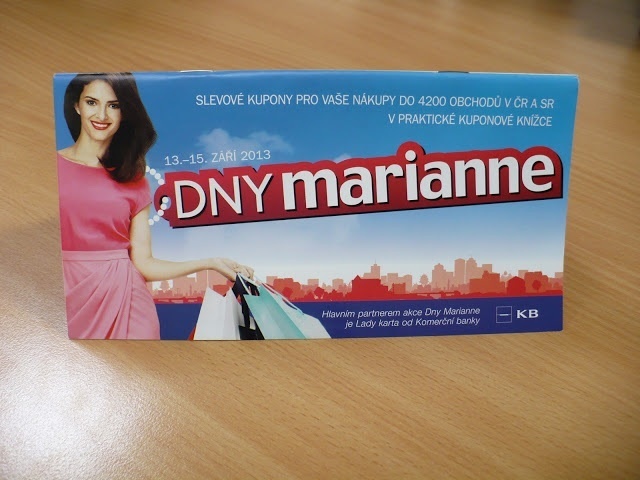 SLEVOVÉ KUPONY PRO VAŠE NÁKUPY DO 4200 OBCHODŮ V ČR A SR
V PRAKTICKÉ KUPONOVÉ KNÍŽCE
13.–15. ZÁŘÍ 2013
DNY marianne
Hlavním partnerem akce Dny Marianne
je Lady karta od Komerční banky
KB